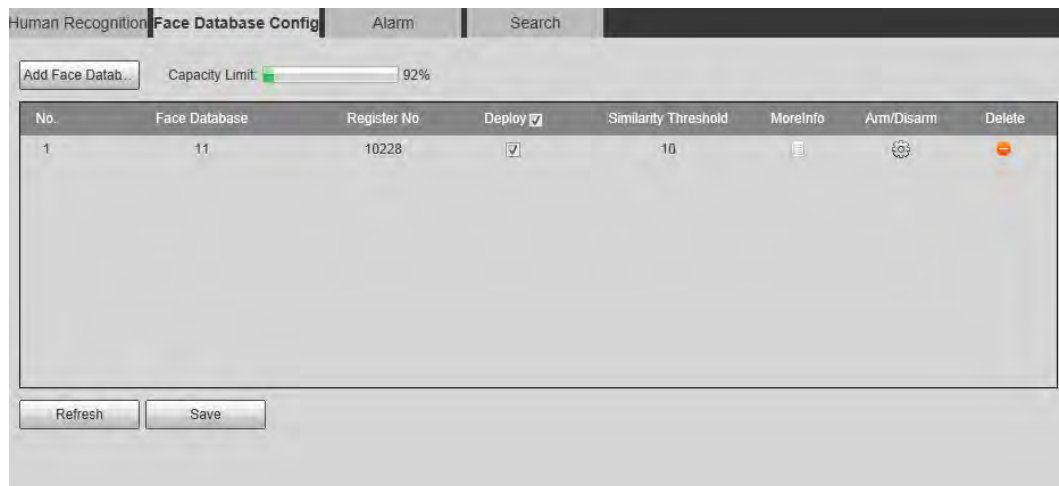 Human Recognition Face Database Config Alarm Search
Add Face Datab... Capacity Limit: 92%
No. Face Database Register No Deploy Similarity Threshold MoreInfo Arm/Disarm Delete
1 11 10228 10
Refresh Save